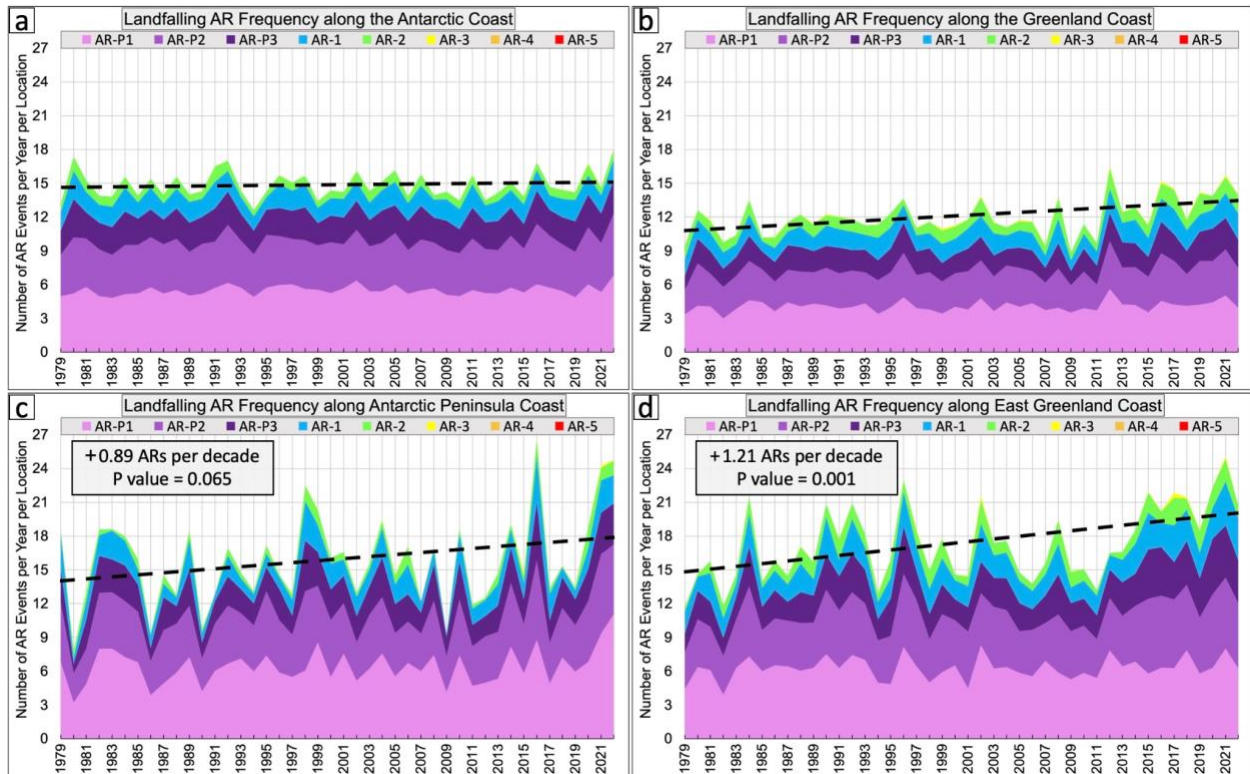 a
Landfalling AR Frequency along the Antarctic Coast
AR-P1 AR-P2 AR-P3 AR-1 AR-2 AR-3 AR-4 AR-5
Number of AR Events per Year per Location
27
24
21
18
15
12
9
6
3
0
1979 1981 1983 1985 1987 1989 1991 1993 1995 1997 1999 2001 2003 2005 2007 2009 2011 2013 2015 2017 2019 2021
b
Landfalling AR Frequency along the Greenland Coast
AR-P1 AR-P2 AR-P3 AR-1 AR-2 AR-3 AR-4 AR-5
Number of AR Events per Year per Location
27
24
21
18
15
12
9
6
3
0
1979 1981 1983 1985 1987 1989 1991 1993 1995 1997 1999 2001 2003 2005 2007 2009 2011 2013 2015 2017 2019 2021
c
Landfalling AR Frequency along Antarctic Peninsula Coast
AR-P1 AR-P2 AR-P3 AR-1 AR-2 AR-3 AR-4 AR-5
+0.89 ARs per decade
P value = 0.065
Number of AR Events per Year per Location
27
24
21
18
15
12
9
6
3
0
1979 1981 1983 1985 1987 1989 1991 1993 1995 1997 1999 2001 2003 2005 2007 2009 2011 2013 2015 2017 2019 2021
d
Landfalling AR Frequency along East Greenland Coast
AR-P1 AR-P2 AR-P3 AR-1 AR-2 AR-3 AR-4 AR-5
+1.21 ARs per decade
P value = 0.001
Number of AR Events per Year per Location
27
24
21
18
15
12
9
6
3
0
1979 1981 1983 1985 1987 1989 1991 1993 1995 1997 1999 2001 2003 2005 2007 2009 2011 2013 2015 2017 2019 2021